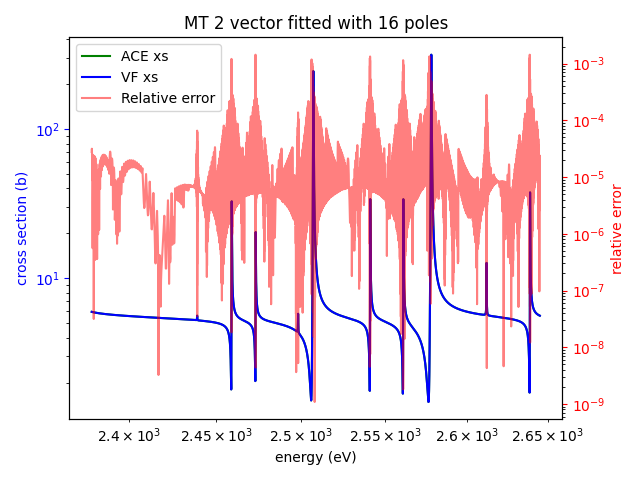 MT 2 vector fitted with 16 poles
ACE xs
VF xs
Relative error
cross section (b)
10²
10¹
10⁻³
10⁻⁴
10⁻⁵
10⁻⁶
10⁻⁷
10⁻⁸
10⁻⁹
relative error
2.4 × 10³ 2.45 × 10³ 2.5 × 10³ 2.55 × 10³ 2.6 × 10³ 2.65 × 10³
energy (eV)